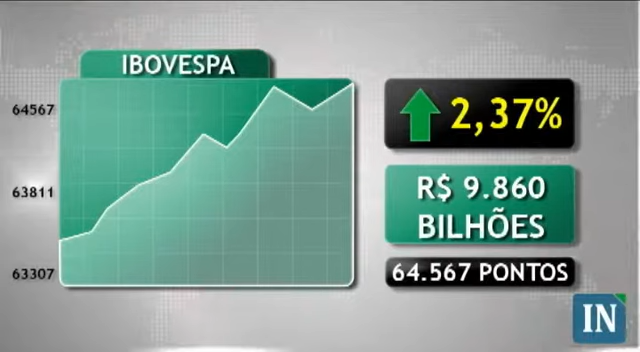 IBOVESPA
64567
63811
63307
2,37%
R$ 9.860
BILHÕES
64.567 PONTOS
IN